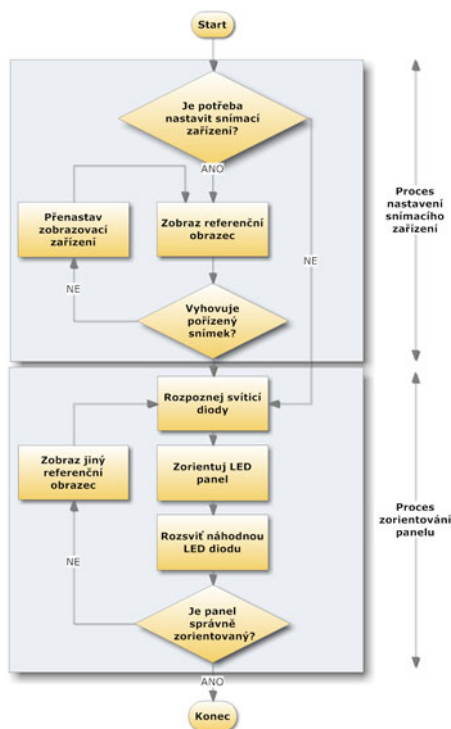 Start
Je potřeba
nastavit snímací
zařízení?
ANO
Přenastav
zobrazovací
zařízení
Zobraz referenční
obrazec
Proces
nastavení
snímacího
zařízení
NE
NE
Vyhovuje
pořízený
snímek?
Rozpoznej svíticí
diody
Zobraz jiný
referenční
obrazec
Zorientuj LED
panel
Proces
zorientování
panelu
Rozsviť náhodnou
LED diodu
NE
Je panel
správně
zorientovaný?
ANO
Konec